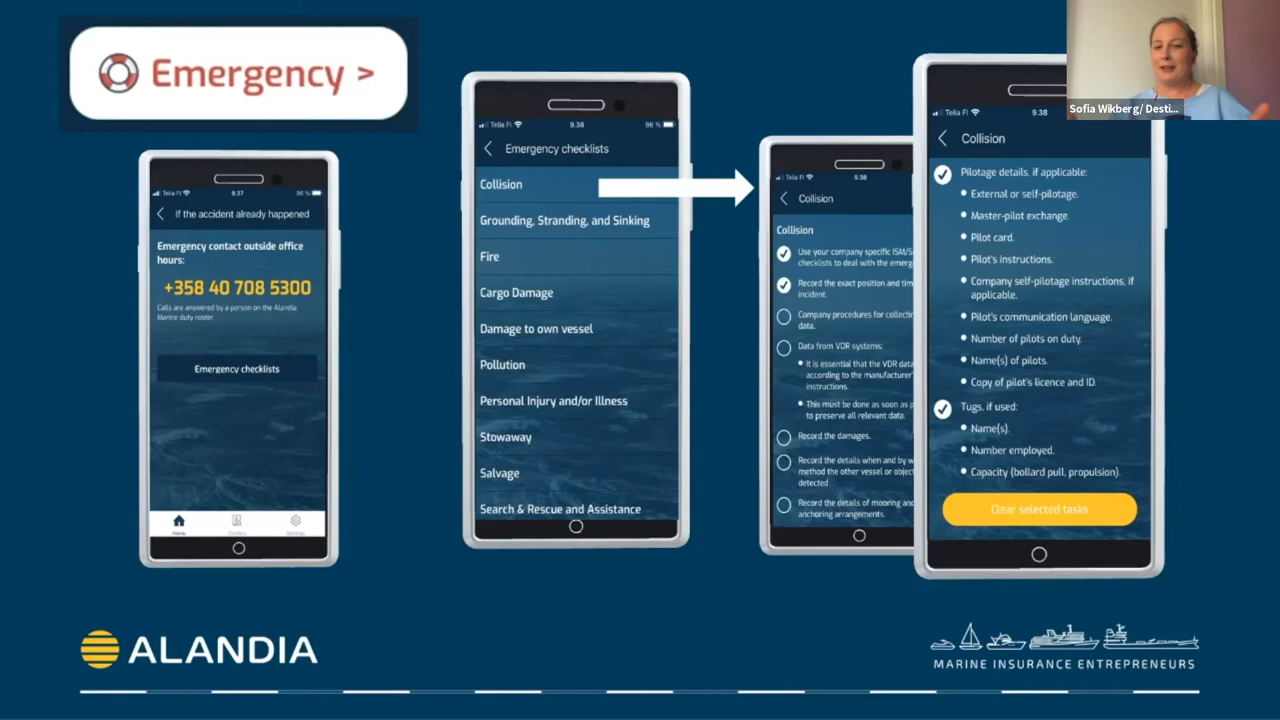 Emergency >
Sofia Wikberg/ Desti...
Telia FI
9.37
96 %
If the accident already happened
Emergency contact outside office
hours:
+358 40 708 5300
Calls are answered by a person on the Alandia
Marine duty roster
Emergency checklists
Home
Settings
Telia FI
9.38
96 %
Emergency checklists
Collision
Grounding, Stranding, and Sinking
Fire
Cargo Damage
Damage to own vessel
Pollution
Personal Injury and/or Illness
Stowaway
Salvage
Search & Rescue and Assistance
Telia FI
9.38
Collision
Collision
Use your company specific ISM/S
checklists to deal with the emerg
Record the exact position and tim
incident.
Company procedures for collectin
data.
Data from VDR systems:
It is essential that the VDR data
according to the manufacturer'
instructions.
This must be done as soon as p
to preserve all relevant data.
Record the damages.
Record the details when and by w
method the other vessel or object
detected
Record the details of mooring and
anchoring arrangements.
Telia FI
9.38
Collision
Pilotage details, if applicable:
External or self-pilotage.
Master-pilot exchange.
Pilot card.
Pilot's instructions.
Company self-pilotage instructions, if
applicable.
Pilot's communication language.
Number of pilots on duty.
Name(s) of pilots.
Copy of pilot's licence and ID.
Tugs, if used:
Name(s).
Number employed.
Capacity (bollard pull, propulsion).
Clear selected tasks
ALANDIA
MARINE INSURANCE ENTREPRENEURS